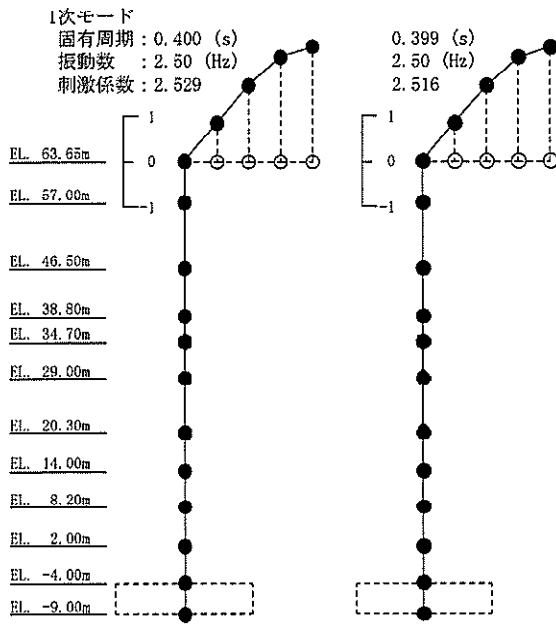 1次モード
固有周期：0.400 (s) 0.399 (s)
振動数：2.50 (Hz) 2.50 (Hz)
刺激係数：2.529 2.516
1 1
EL. 63.65m 0 0
EL. 57.00m -1 -1
EL. 46.50m
EL. 38.80m
EL. 34.70m
EL. 29.00m
EL. 20.30m
EL. 14.00m
EL. 8.20m
EL. 2.00m
EL. -4.00m
EL. -9.00m